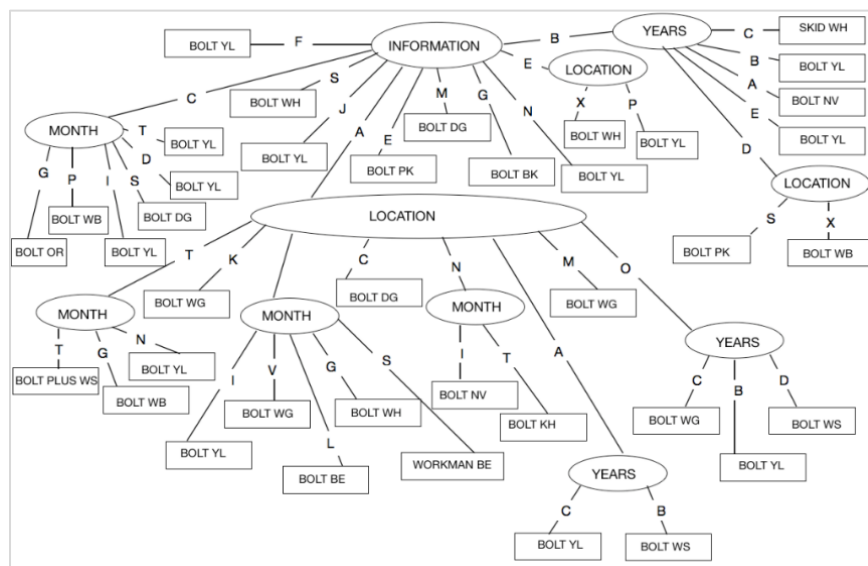 F
BOLT YL
INFORMATION
B
YEARS
C
SKID WH
B
BOLT YL
A
BOLT NV
E
BOLT YL
D
LOCATION
S
BOLT PK
X
BOLT WB
E
LOCATION
X
BOLT WH
P
BOLT YL
C
S
BOLT WH
J
BOLT YL
A
E
BOLT PK
M
BOLT DG
G
BOLT BK
N
BOLT YL
MONTH
T
BOLT YL
D
BOLT YL
S
BOLT DG
I
BOLT YL
P
BOLT WB
G
BOLT OR
LOCATION
T
K
BOLT WG
C
BOLT DG
N
M
BOLT WG
O
A
MONTH
T
BOLT PLUS WS
G
BOLT WB
N
BOLT YL
MONTH
I
BOLT YL
V
BOLT WG
L
BOLT BE
G
BOLT WH
S
WORKMAN BE
MONTH
I
BOLT NV
T
BOLT KH
YEARS
C
BOLT WG
B
BOLT YL
D
BOLT WS
YEARS
C
BOLT YL
B
BOLT WS